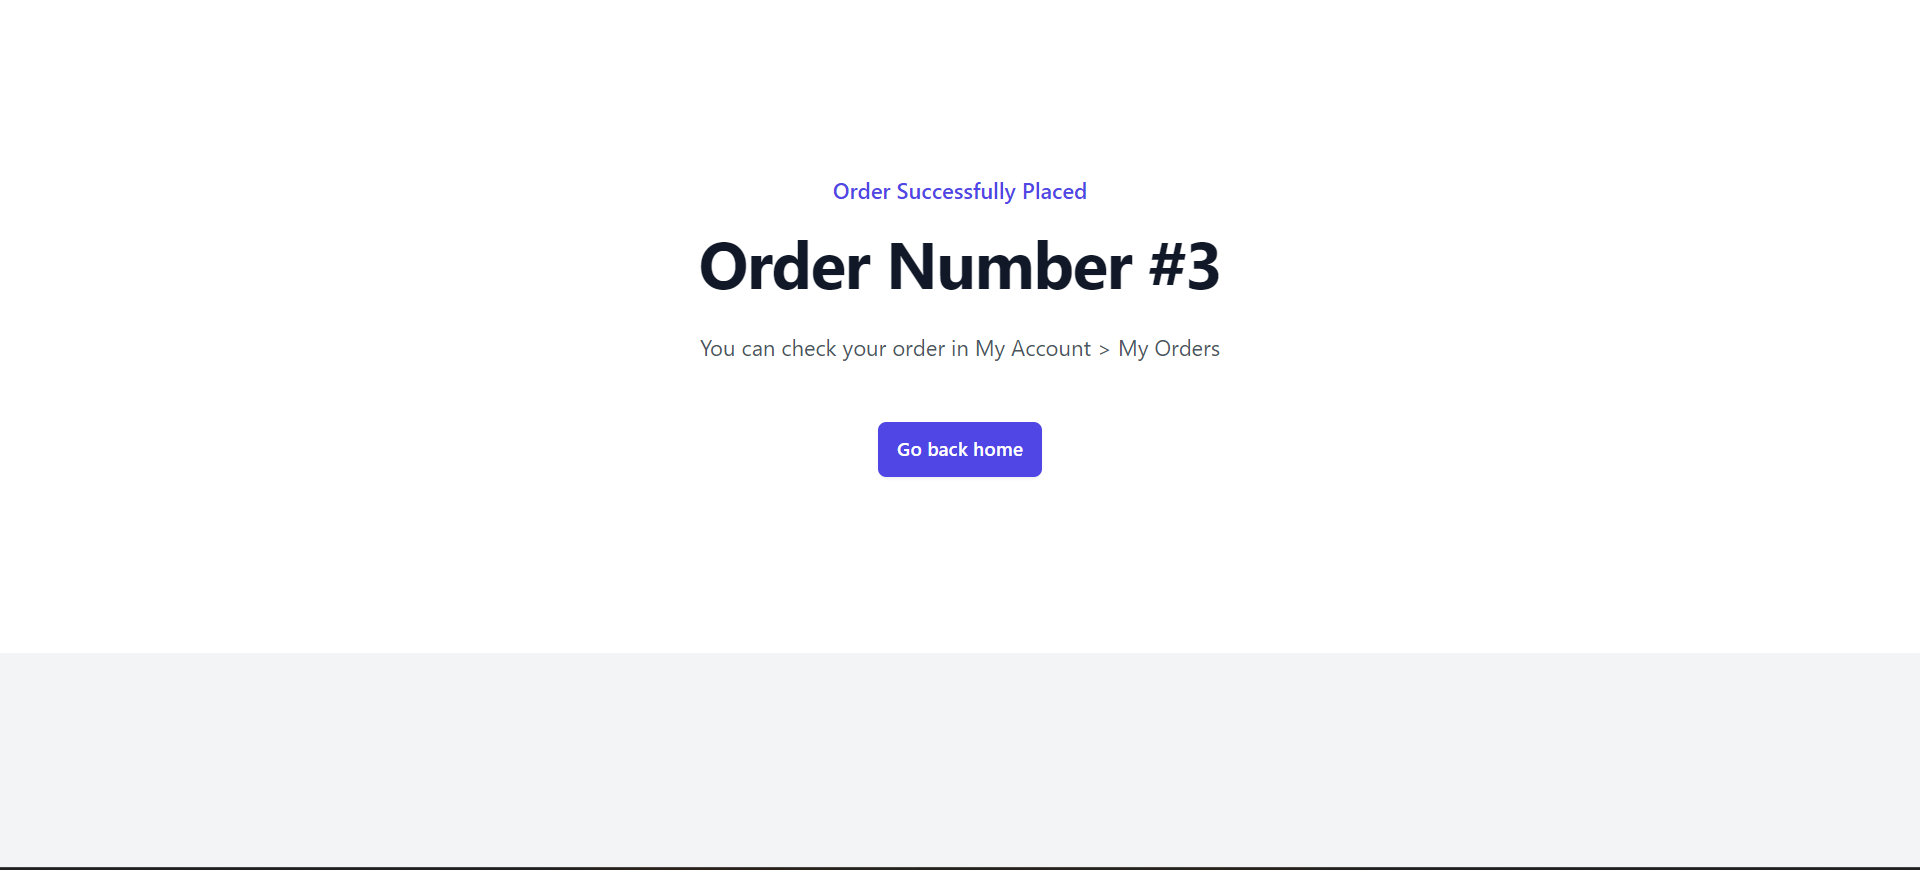 Order Successfully Placed
Order Number #3
You can check your order in My Account > My Orders
Go back home